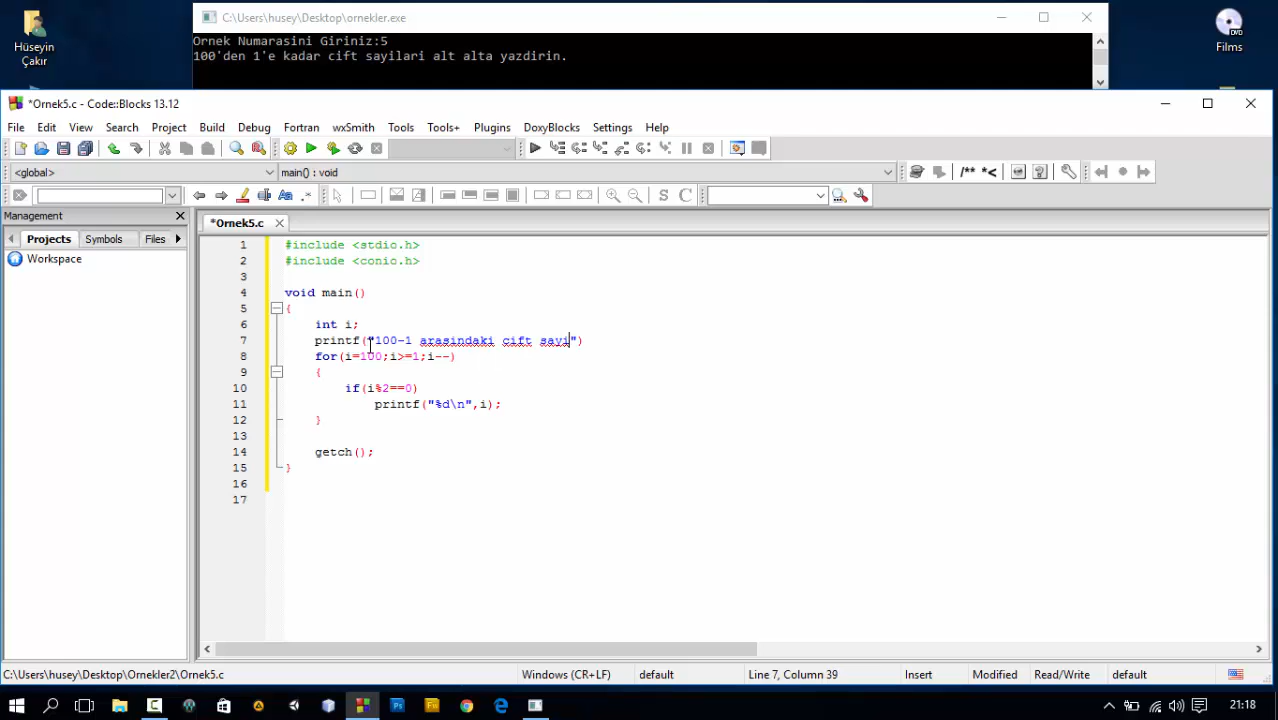 Hüseyin
Çakır
C:\Users\husey\Desktop\ornekler.exe
Films
Ornek Numarasini Giriniz:5
100'den 1'e kadar cift sayilari alt alta yazdirin.
*Ornek5.c - Code::Blocks 13.12
File Edit View Search Project Build Debug Fortran wxSmith Tools Tools+ Plugins DoxyBlocks Settings Help
<global> main() : void
/** *<
Aa .* S C
Management
Projects Symbols Files
Workspace
*Ornek5.c
1 #include <stdio.h>
2 #include <conio.h>
3
4 void main()
5 {
6 int i;
7 printf("100-1 arasindaki cift sayi")
8 for(i=100;i>=1;i--)
9 {
10 if(i%2==0)
11 printf("%d\n",i);
12 }
13
14 getch();
15 }
16
17
C:\Users\husey\Desktop\Ornekler2\Ornek5.c Windows (CR+LF) default Line 7, Column 39 Insert Modified Read/Write default
Ps Fw 21:18